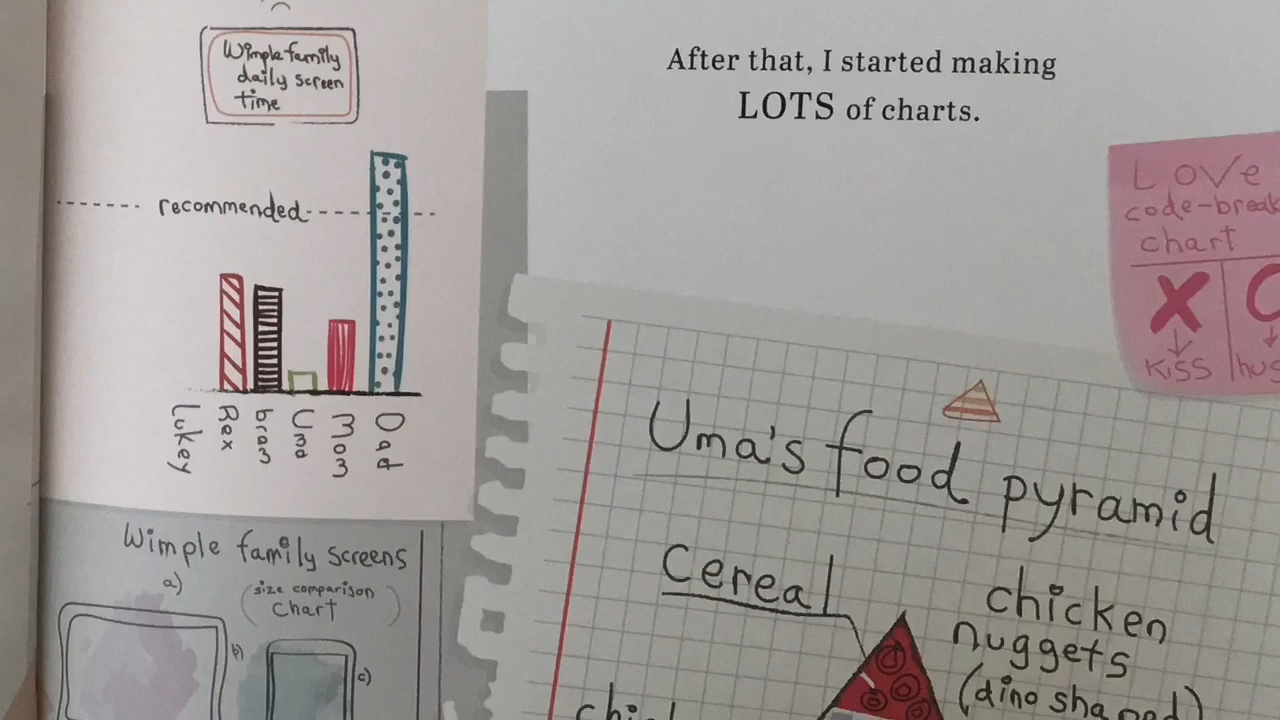 Wimple family
daily screen
time
recommended
Lukey
Rex
bram
Uma
Mom
Dad
Wimple family screens
(size comparison
chart)
a)
b)
c)
After that, I started making
LOTS of charts.
Love
code-break
chart
X
Kiss
hug
Uma's food pyramid
cereal
chicken
nuggets
(dino shaped)